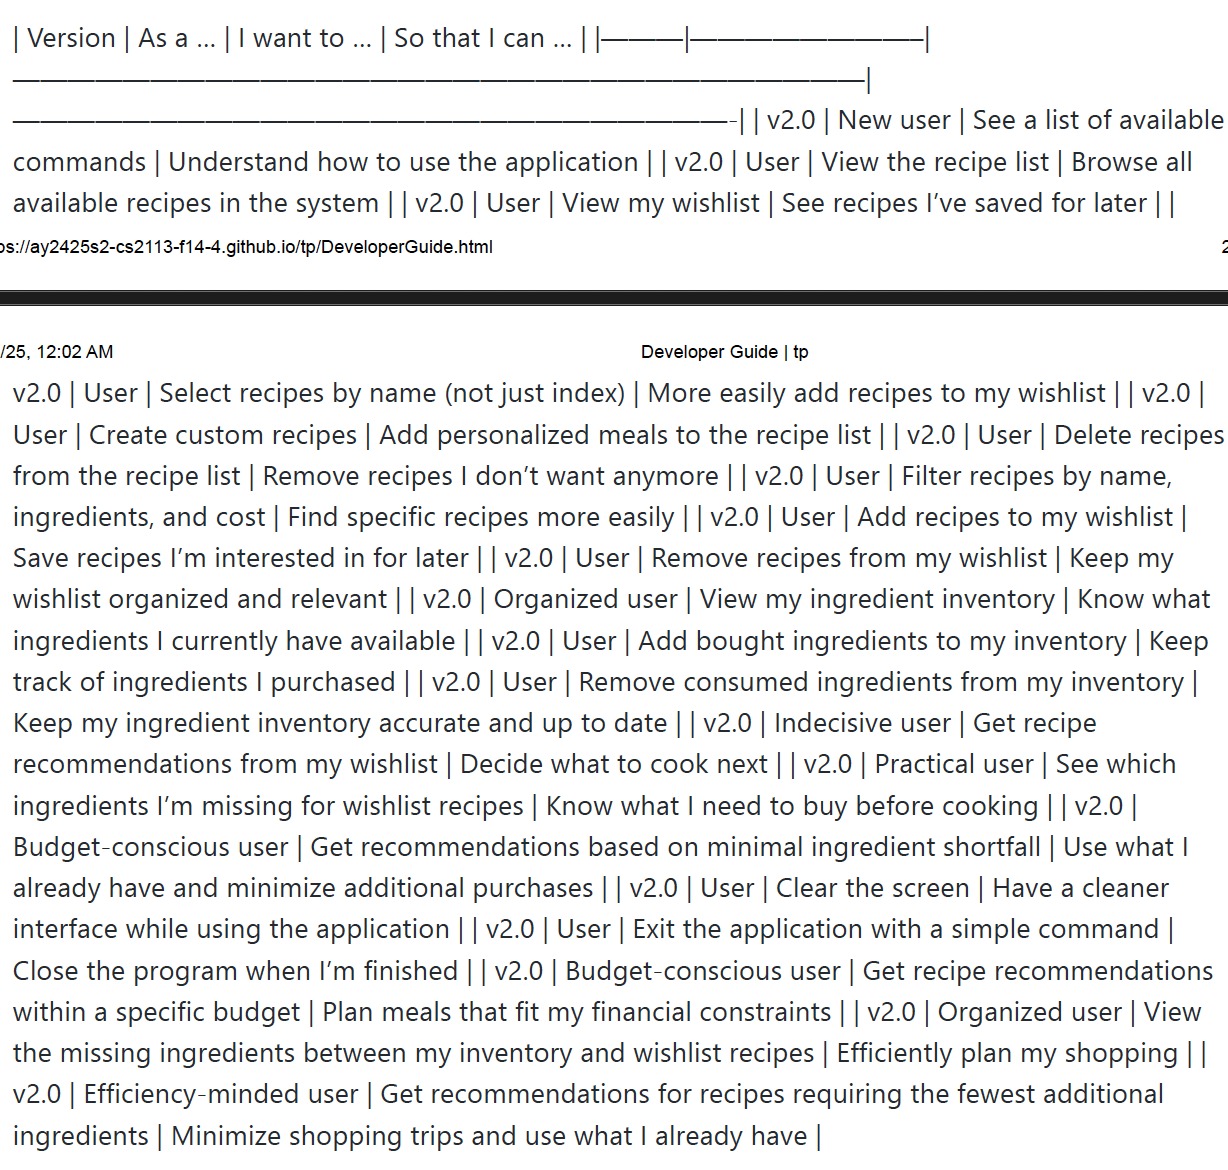 | Version | As a … | I want to … | So that I can … | |———|————————–|
———————————————————————————————|
——————————————————————————–-| | v2.0 | New user | See a list of available
commands | Understand how to use the application | | v2.0 | User | View the recipe list | Browse all
available recipes in the system | | v2.0 | User | View my wishlist | See recipes I’ve saved for later | |
os://ay2425s2-cs2113-f14-4.github.io/tp/DeveloperGuide.html 2
/25, 12:02 AM Developer Guide | tp
v2.0 | User | Select recipes by name (not just index) | More easily add recipes to my wishlist | | v2.0 |
User | Create custom recipes | Add personalized meals to the recipe list | | v2.0 | User | Delete recipes
from the recipe list | Remove recipes I don’t want anymore | | v2.0 | User | Filter recipes by name,
ingredients, and cost | Find specific recipes more easily | | v2.0 | User | Add recipes to my wishlist |
Save recipes I’m interested in for later | | v2.0 | User | Remove recipes from my wishlist | Keep my
wishlist organized and relevant | | v2.0 | Organized user | View my ingredient inventory | Know what
ingredients I currently have available | | v2.0 | User | Add bought ingredients to my inventory | Keep
track of ingredients I purchased | | v2.0 | User | Remove consumed ingredients from my inventory |
Keep my ingredient inventory accurate and up to date | | v2.0 | Indecisive user | Get recipe
recommendations from my wishlist | Decide what to cook next | | v2.0 | Practical user | See which
ingredients I’m missing for wishlist recipes | Know what I need to buy before cooking | | v2.0 |
Budget-conscious user | Get recommendations based on minimal ingredient shortfall | Use what I
already have and minimize additional purchases | | v2.0 | User | Clear the screen | Have a cleaner
interface while using the application | | v2.0 | User | Exit the application with a simple command |
Close the program when I’m finished | | v2.0 | Budget-conscious user | Get recipe recommendations
within a specific budget | Plan meals that fit my financial constraints | | v2.0 | Organized user | View
the missing ingredients between my inventory and wishlist recipes | Efficiently plan my shopping | |
v2.0 | Efficiency-minded user | Get recommendations for recipes requiring the fewest additional
ingredients | Minimize shopping trips and use what I already have |